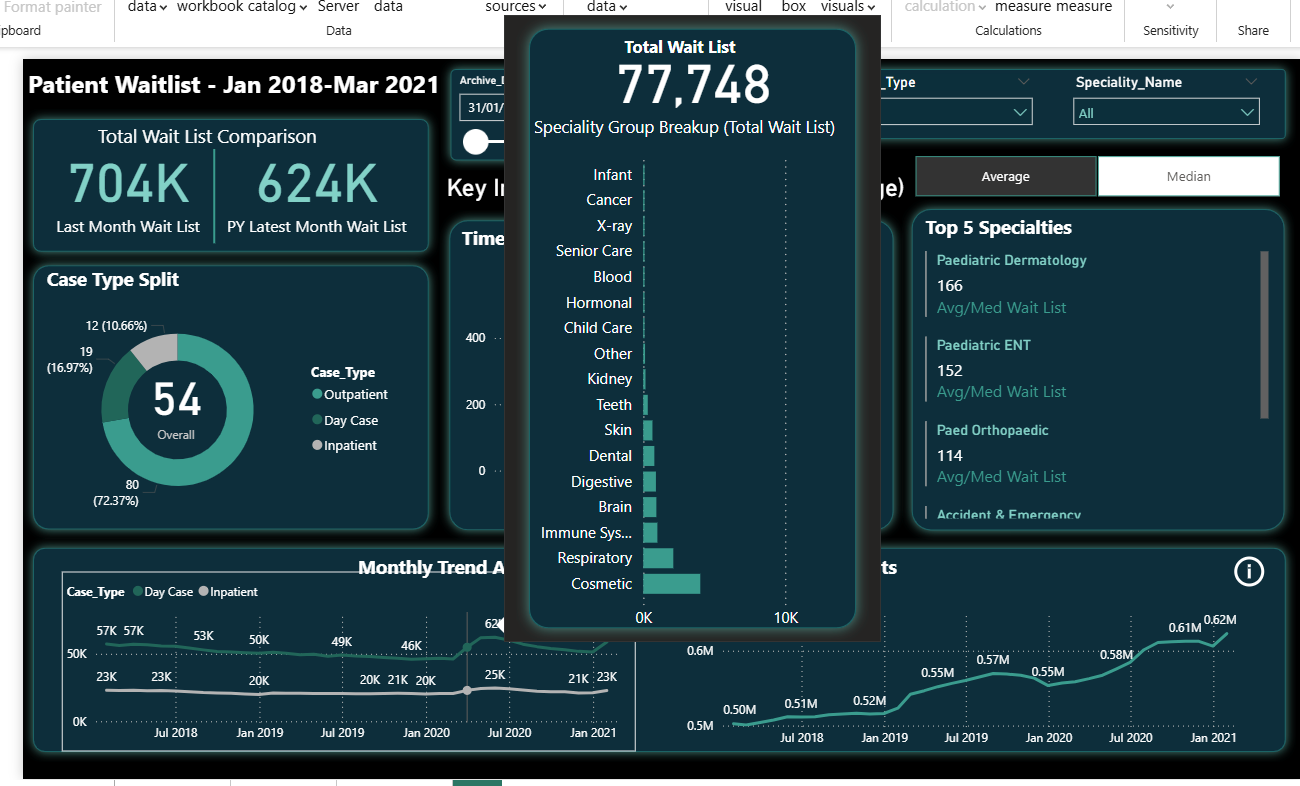 Format painter
data
workbook catalog
Server
data
sources
data
visual
box
visuals
calculation
measure measure
pboard
Data
Calculations
Sensitivity
Share
Patient Waitlist - Jan 2018-Mar 2021
Total Wait List Comparison
704K
Last Month Wait List
624K
PY Latest Month Wait List
31/01/
_Type
Speciality_Name
All
Key
Average
Median
Case Type Split
12 (10.66%)
19
(16.97%)
54
Overall
80
(72.37%)
Case_Type
Outpatient
Day Case
Inpatient
Time
400
200
0
Total Wait List
77,748
Speciality Group Breakup (Total Wait List)
Infant
Cancer
X-ray
Senior Care
Blood
Hormonal
Child Care
Other
Kidney
Teeth
Skin
Dental
Digestive
Brain
Immune Sys...
Respiratory
Cosmetic
0K
10K
Top 5 Specialties
Paediatric Dermatology
166
Avg/Med Wait List
Paediatric ENT
152
Avg/Med Wait List
Paed Orthopaedic
114
Avg/Med Wait List
Accident & Emergency
Monthly Trend A
ts
Case_Type
Day Case
Inpatient
57K 57K 53K 50K 49K 46K
50K
23K 23K 20K 20K 21K 20K 25K 21K 23K
0K
Jul 2018 Jan 2019 Jul 2019 Jan 2020 Jul 2020 Jan 2021
0.6M
0.50M 0.51M 0.52M 0.55M 0.57M 0.55M 0.58M 0.61M 0.62M
0.5M
Jul 2018 Jan 2019 Jul 2019 Jan 2020 Jul 2020 Jan 2021